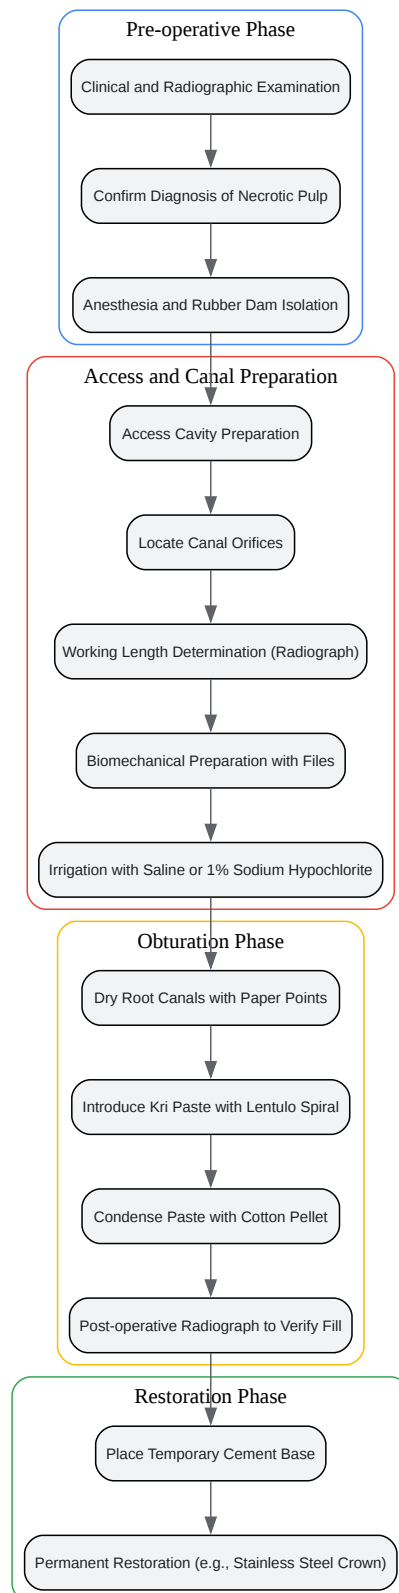 Pre-operative Phase
Clinical and Radiographic Examination
Confirm Diagnosis of Necrotic Pulp
Anesthesia and Rubber Dam Isolation
Access and Canal Preparation
Access Cavity Preparation
Locate Canal Orifices
Working Length Determination (Radiograph)
Biomechanical Preparation with Files
Irrigation with Saline or 1% Sodium Hypochlorite
Obturation Phase
Dry Root Canals with Paper Points
Introduce Kri Paste with Lentulo Spiral
Condense Paste with Cotton Pellet
Post-operative Radiograph to Verify Fill
Restoration Phase
Place Temporary Cement Base
Permanent Restoration (e.g., Stainless Steel Crown)